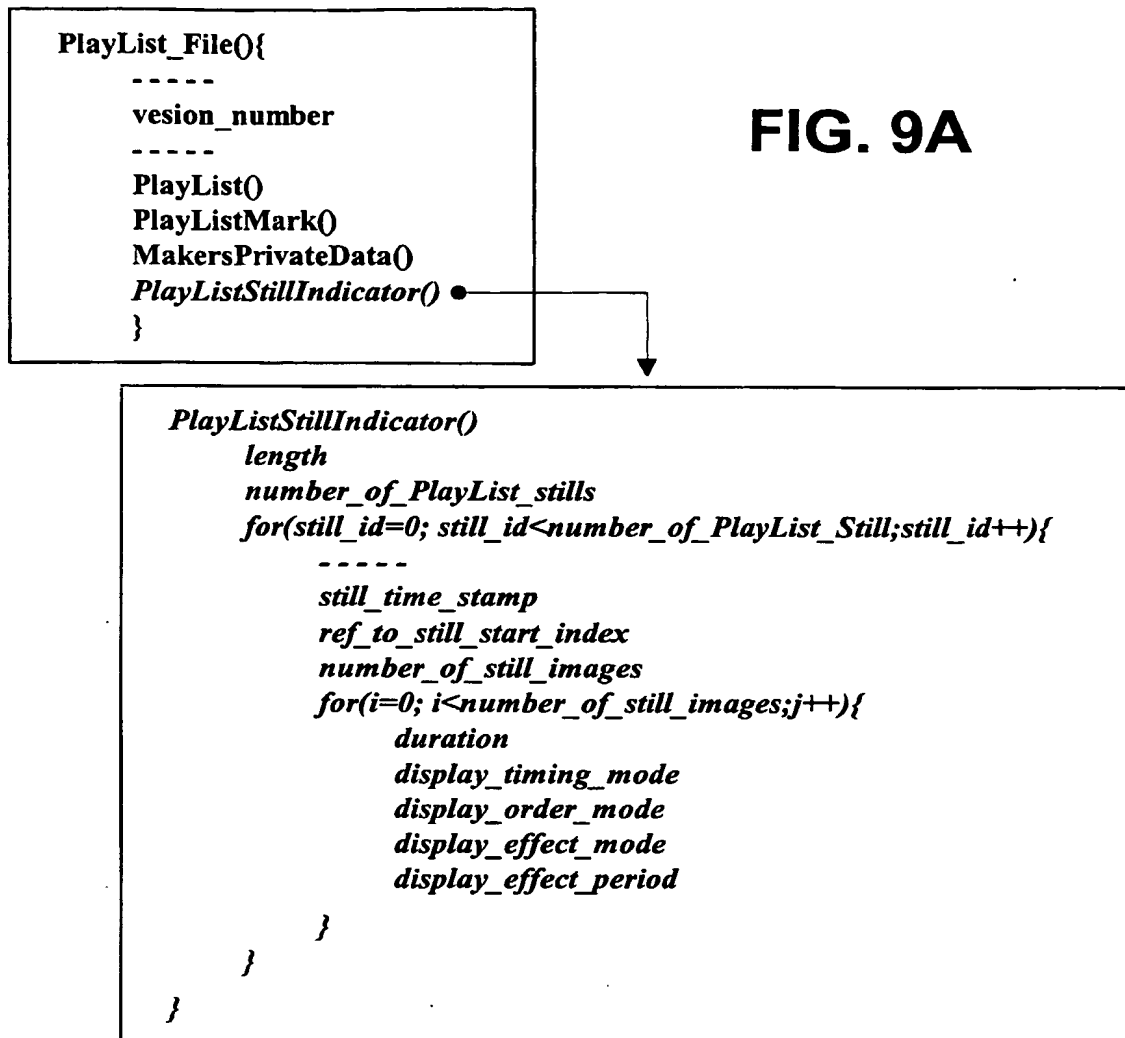 PlayList_File(){
- - - - -
vesion_number
- - - - -
PlayList()
PlayListMark()
MakersPrivateData()
PlayListStillIndicator()
}
FIG. 9A
PlayListStillIndicator()
length
number_of_PlayList_stills
for(still_id=0; still_id<number_of_PlayList_Still;still_id++){
- - - - -
still_time_stamp
ref_to_still_start_index
number_of_still_images
for(i=0; i<number_of_still_images;j++){
duration
display_timing_mode
display_order_mode
display_effect_mode
display_effect_period
}
}
}